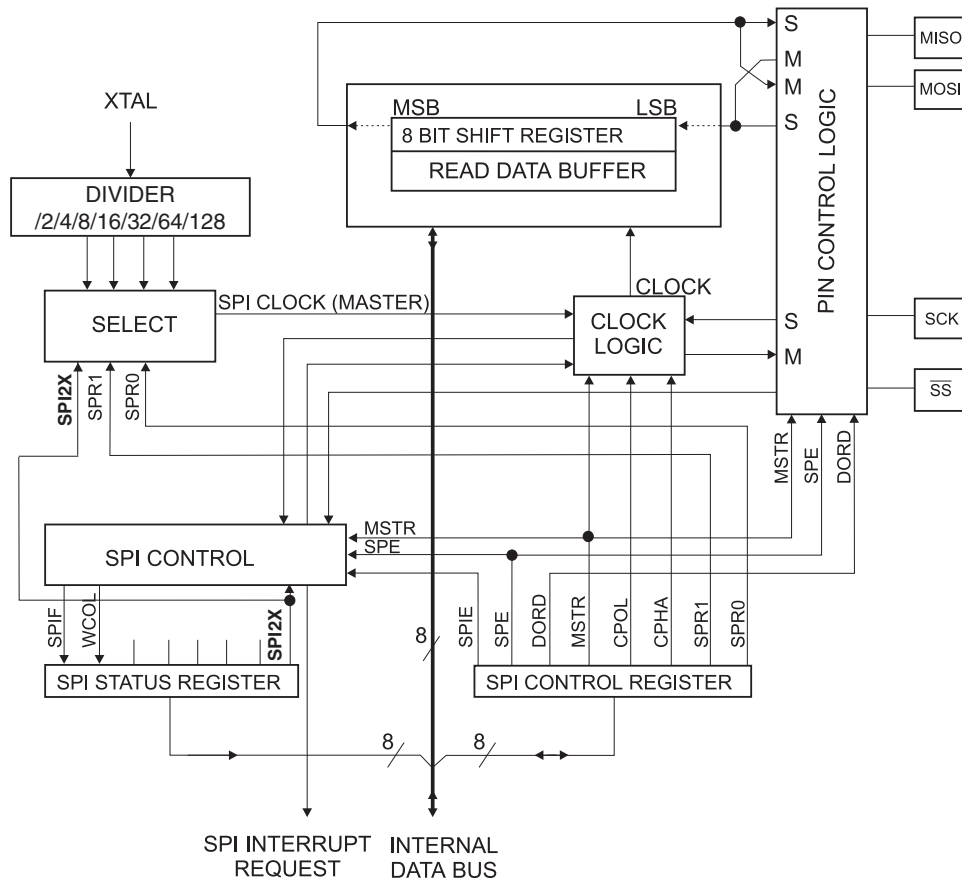 S
MISO
M
M
MOSI
XTAL
MSB
LSB
S
8 BIT SHIFT REGISTER
READ DATA BUFFER
PIN CONTROL LOGIC
DIVIDER
/2/4/8/16/32/64/128
SPI CLOCK (MASTER)
CLOCK
SELECT
CLOCK
LOGIC
S
SCK
M
SPI2X
SPR1
SPR0
SS
MSTR
SPE
DORD
MSTR
SPE
SPI CONTROL
SPIF
WCOL
SPI2X
8
SPIE
SPE
DORD
MSTR
CPOL
CPHA
SPR1
SPR0
SPI STATUS REGISTER
SPI CONTROL REGISTER
8
8
SPI INTERRUPT
REQUEST
INTERNAL
DATA BUS